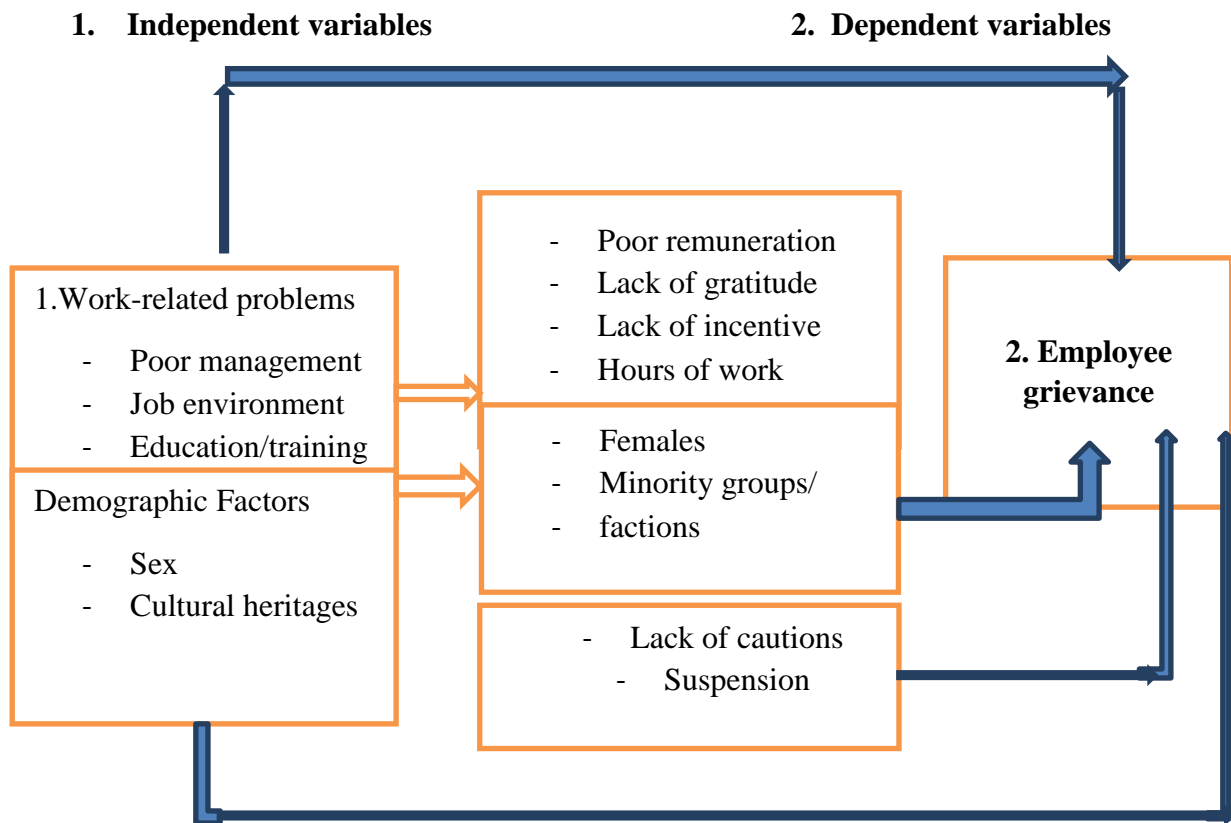 1. Independent variables
2. Dependent variables
1.Work-related problems
- Poor management
- Job environment
- Education/training
Demographic Factors
- Sex
- Cultural heritages
- Poor remuneration
- Lack of gratitude
- Lack of incentive
- Hours of work
- Females
- Minority groups/
- factions
- Lack of cautions
- Suspension
2. Employee
grievance